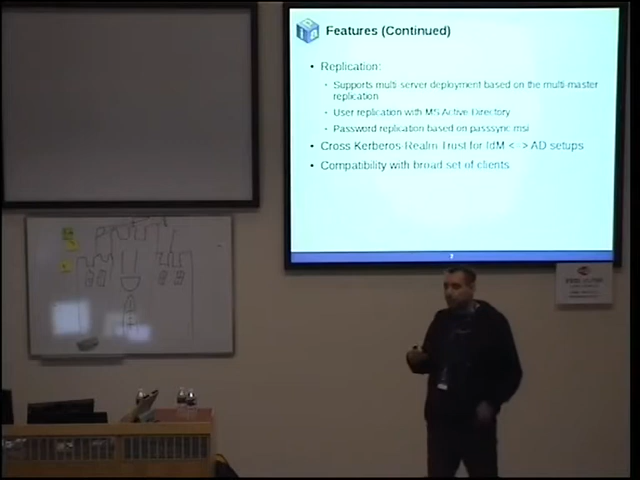 Features (Continued)
• Replication:
• Supports multi server deployment based on the multi master
replication
• User replication with MS Active Directory
• Password replication based on passsync msi
• Cross Kerberos Realm Trust for IdM <-> AD setups
• Compatibility with broad set of clients
7